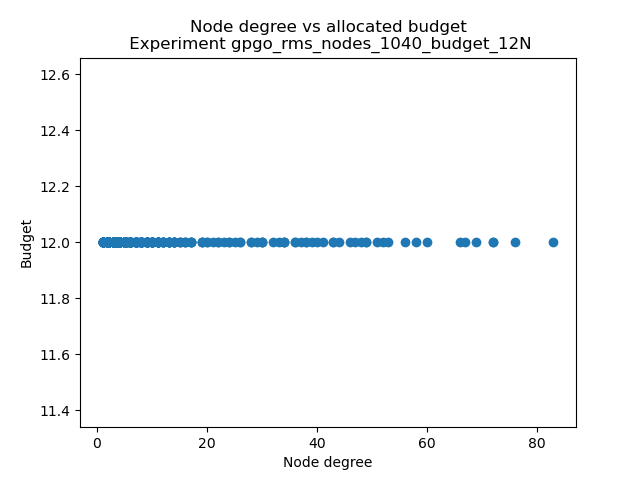 Node degree vs allocated budget
Experiment gpgo_rms_nodes_1040_budget_12N
12.6
12.4
12.2
12.0
11.8
11.6
11.4
Budget
0 20 40 60 80
Node degree